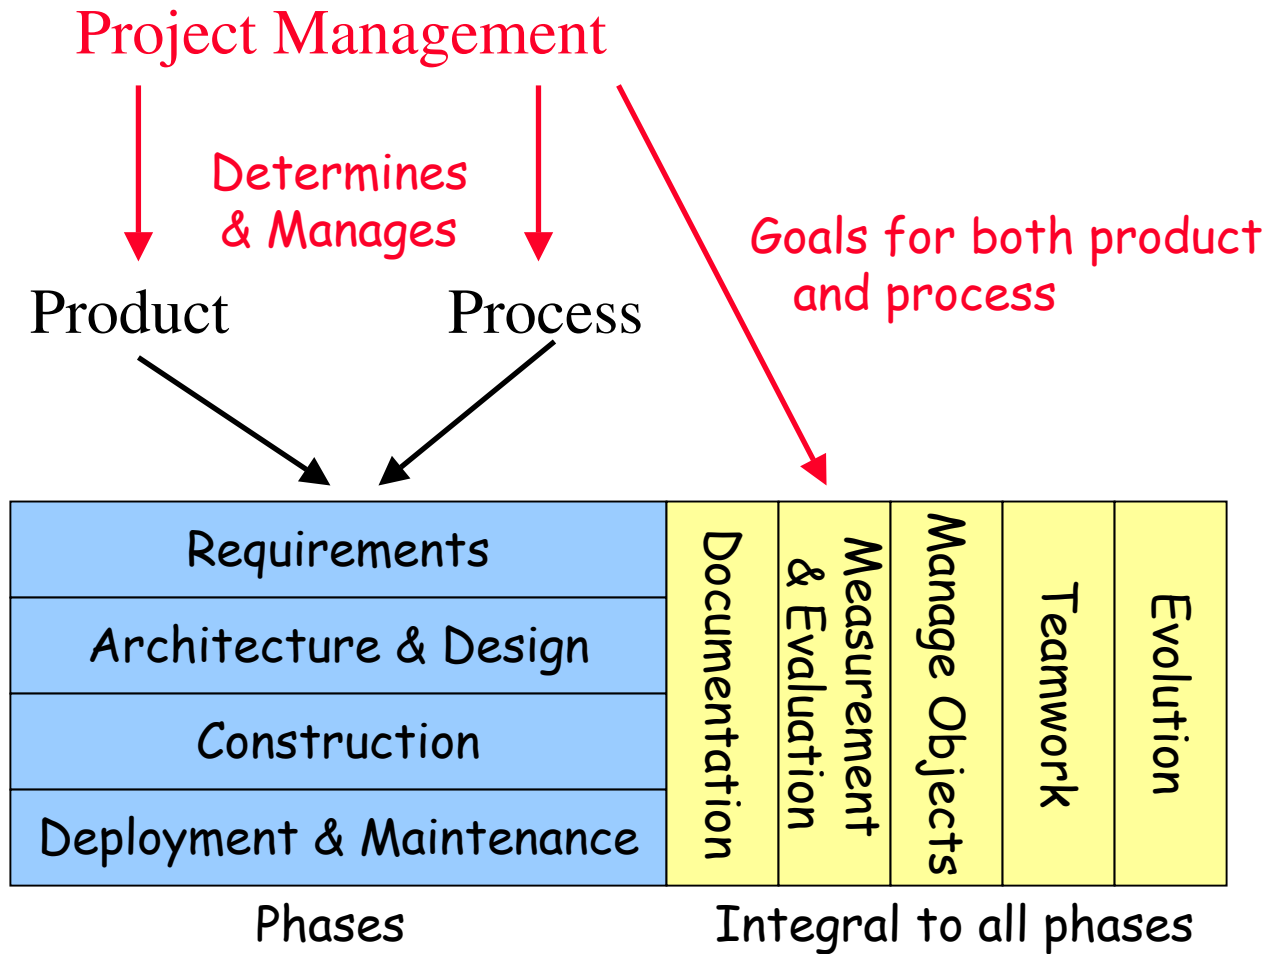 Project Management
Determines
& Manages
Goals for both product
and process
Product
Process
Requirements
Architecture & Design
Construction
Deployment & Maintenance
Documentation
Measurement
& Evaluation
Manage Objects
Teamwork
Evolution
Phases
Integral to all phases